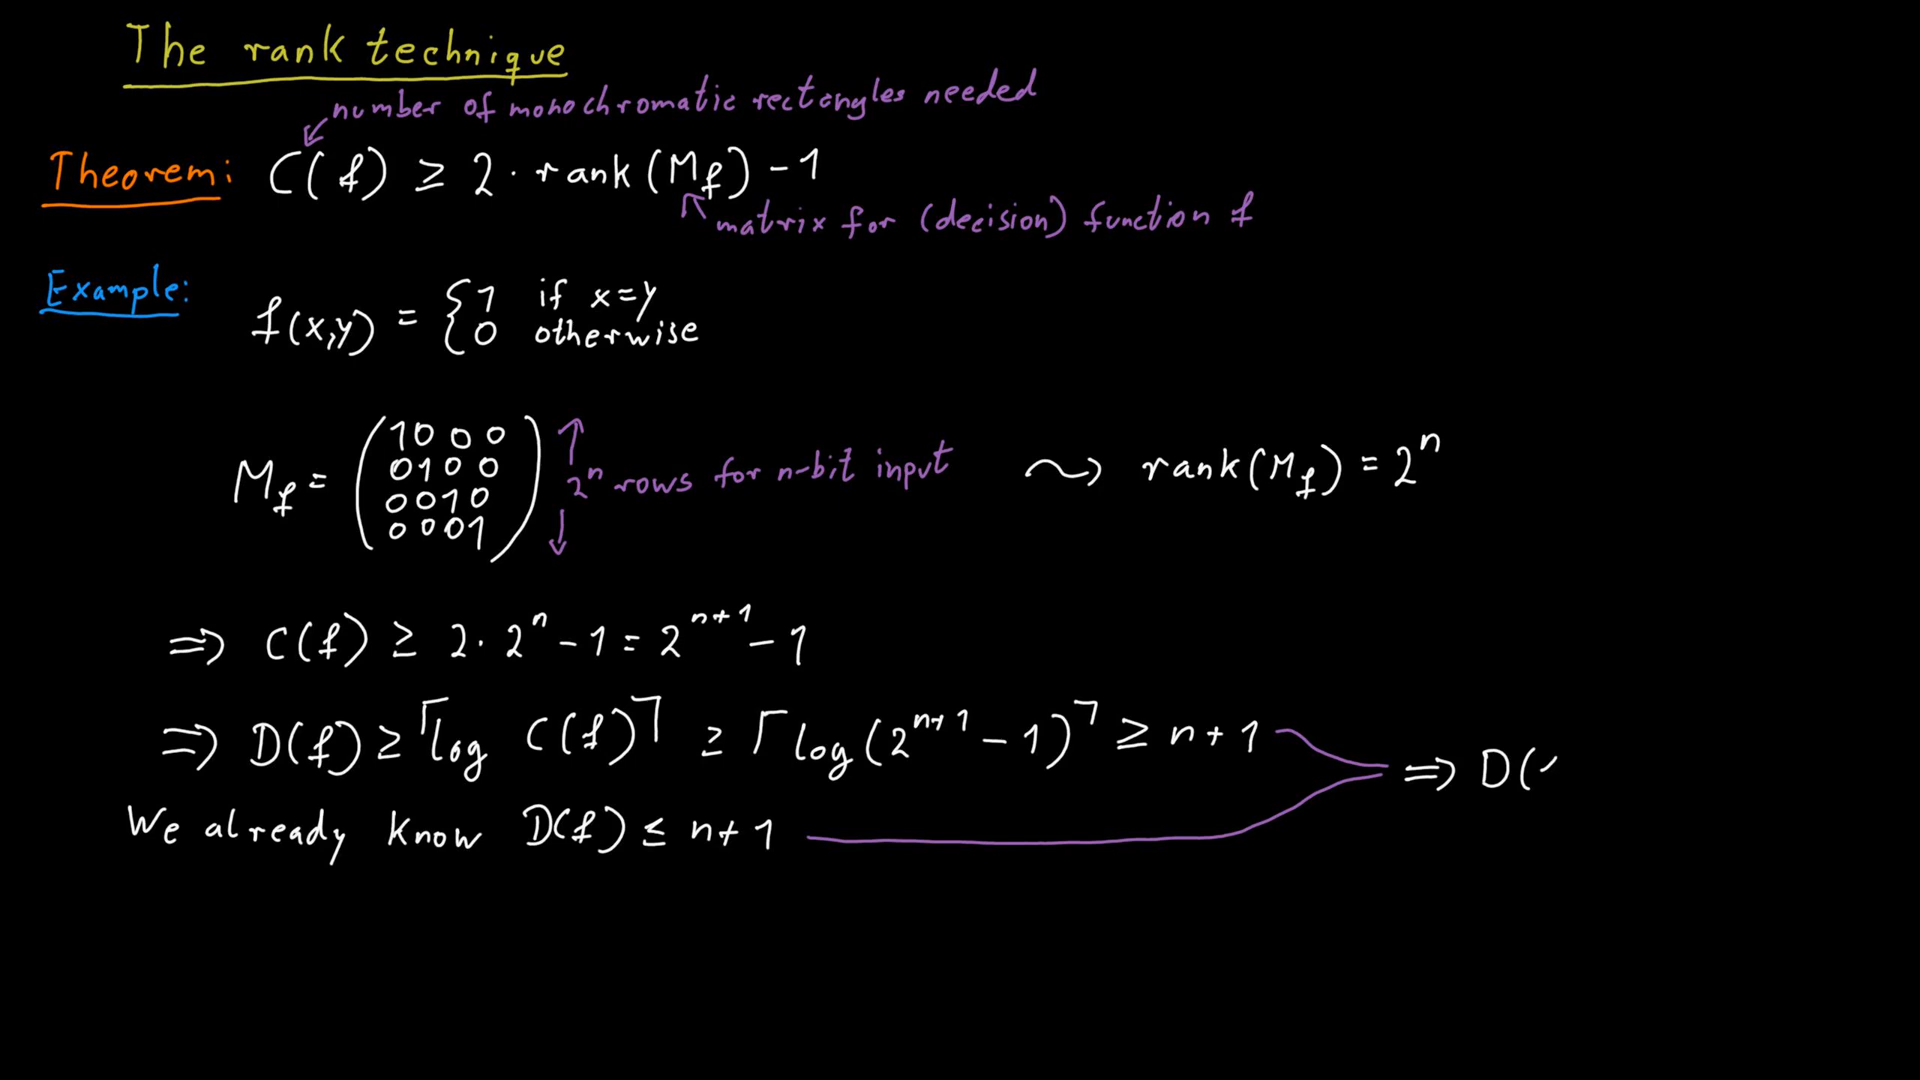 The rank technique
number of monochromatic rectangles needed
Theorem: C(f) ≥ 2 · rank(M_f) - 1
matrix for (decision) function f
Example:
f(x,y) = { 1 if x=y
0 otherwise
M_f = ( 1 0 0 0
0 1 0 0
0 0 1 0
0 0 0 1 )
2^n rows for n-bit input
⇝ rank(M_f) = 2^n
⇒ C(f) ≥ 2 · 2^n - 1 = 2^{n+1} - 1
⇒ D(f) ≥ ⌈log C(f)⌉ ≥ ⌈log(2^{n+1} - 1)⌉ ≥ n+1
⇒ D(
We already know D(f) ≤ n+1